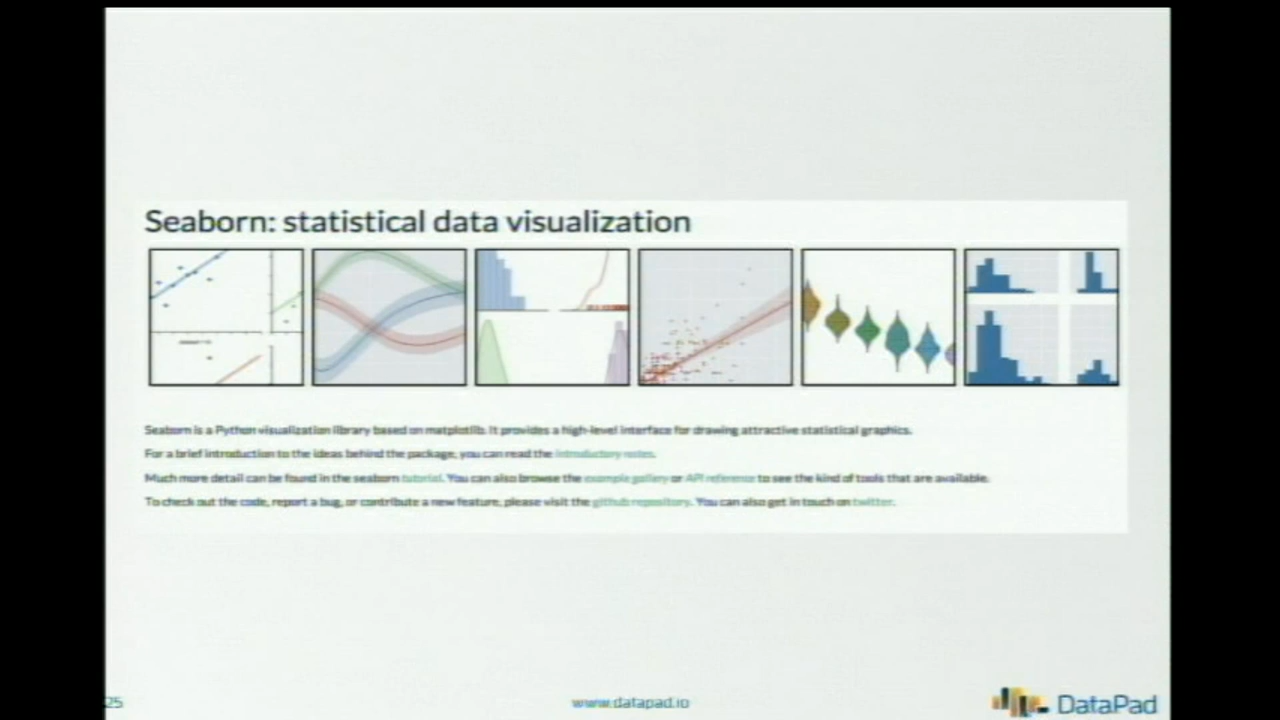 Seaborn: statistical data visualization
Seaborn is a Python visualization library based on matplotlib. It provides a high-level interface for drawing attractive statistical graphics.
For a brief introduction to the ideas behind the package, you can read the introductory notes.
Much more detail can be found in the seaborn tutorial. You can also browse the example gallery or API reference to see the kind of tools that are available.
To check out the code, report a bug, or contribute a new feature, please visit the github repository. You can also get in touch on twitter.
25
www.datapad.io
DataPad